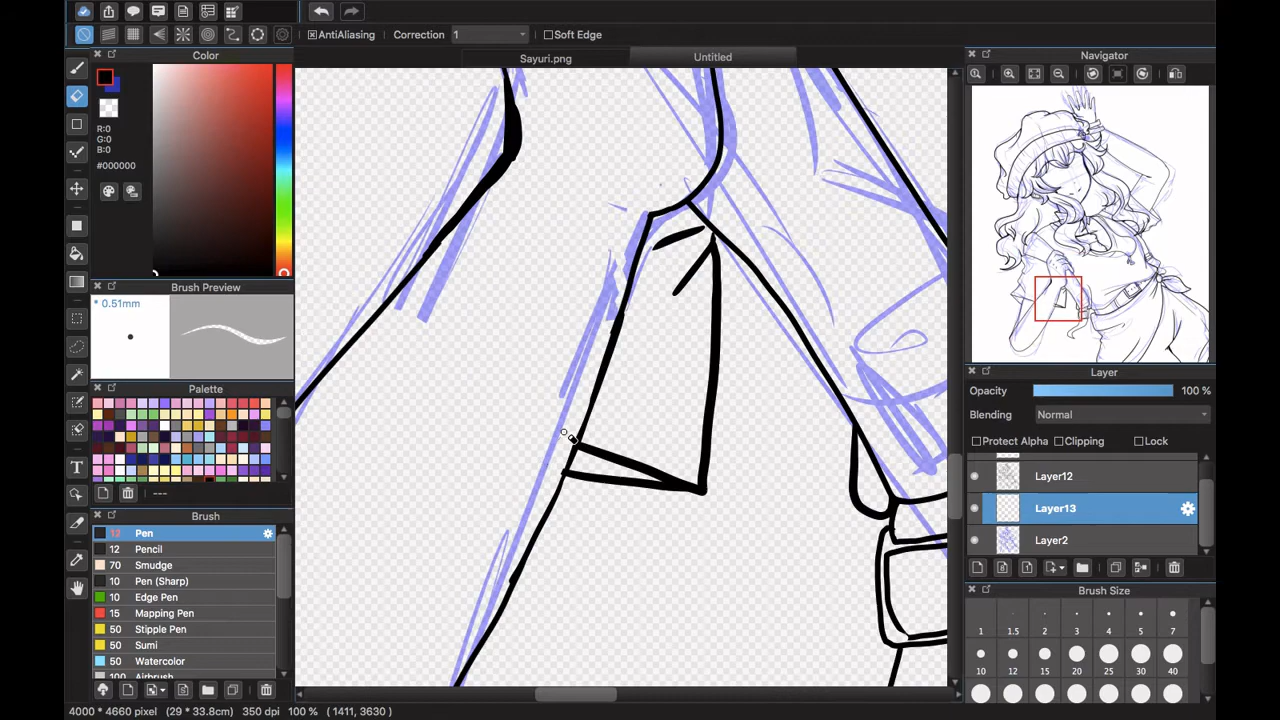 AntiAliasing Correction 1 Soft Edge
Color
Sayuri.png
Untitled
Navigator
R:0
G:0
B:0
#000000
Brush Preview
* 0.51mm
Palette
---
Brush
12 Pen
12 Pencil
70 Smudge
10 Pen (Sharp)
10 Edge Pen
15 Mapping Pen
50 Stipple Pen
50 Sumi
50 Watercolor
100 Airbrush
Layer
Opacity 100 %
Blending Normal
Protect Alpha Clipping Lock
Layer12
Layer13
Layer2
Brush Size
1 1.5 2 3 4 5 7
10 12 15 20 25 30 40
4000 * 4660 pixel (29 * 33.8cm) 350 dpi 100 % ( 1411, 3630 )